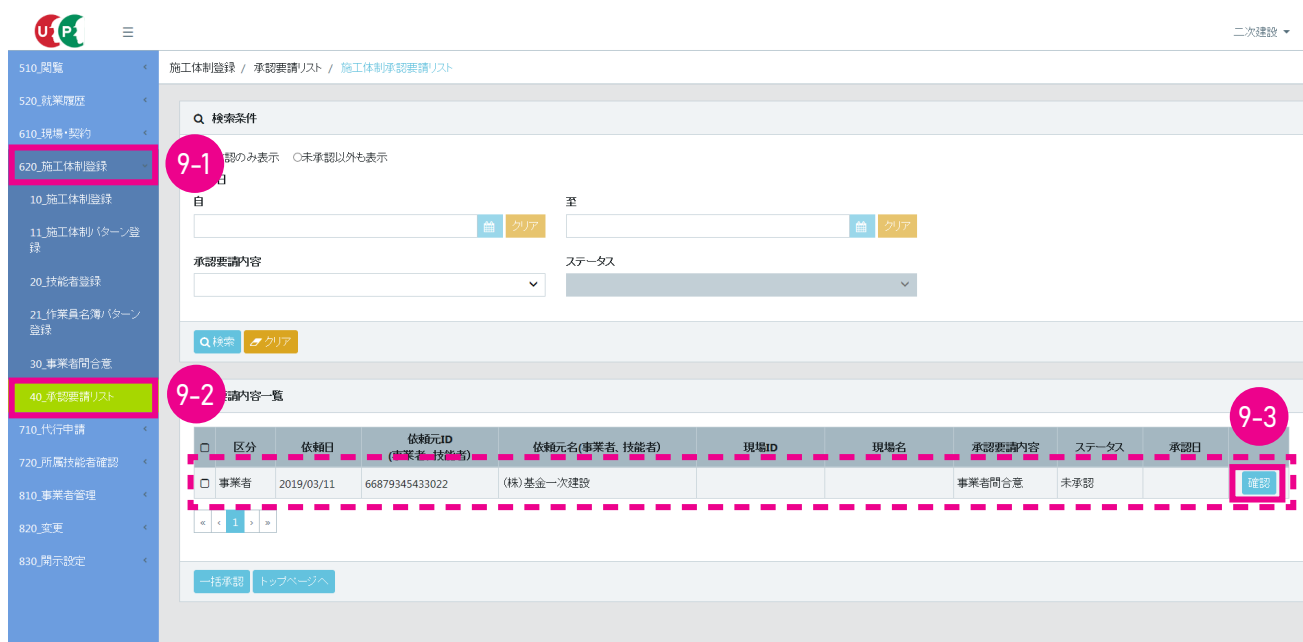 U P
二次建設
510_閲覧
520_就業履歴
610_現場・契約
620_施工体制登録
10_施工体制登録
11_施工体制パターン登
録
20_技能者登録
21_作業員名簿パターン
登録
30_事業者間合意
40_承認要請リスト
710_代行申請
720_所属技能者確認
810_事業者管理
820_変更
830_開示設定
施工体制登録 / 承認要請リスト / 施工体制承認要請リスト
検索条件
9-1
認のみ表示 ○未承認以外も表示
日
自 至
クリア クリア
承認要請内容 ステータス
検索 クリア
9-2
請内容一覧
9-3
区分 依頼日 依頼元ID
(事業者、技能者) 依頼元名(事業者、技能者) 現場ID 現場名 承認要請内容 ステータス 承認日
事業者 2019/03/11 66879345433022 (株)基金一次建設 事業者間合意 未承認 確認
« ‹ 1 › »
一括承認 トップページへ